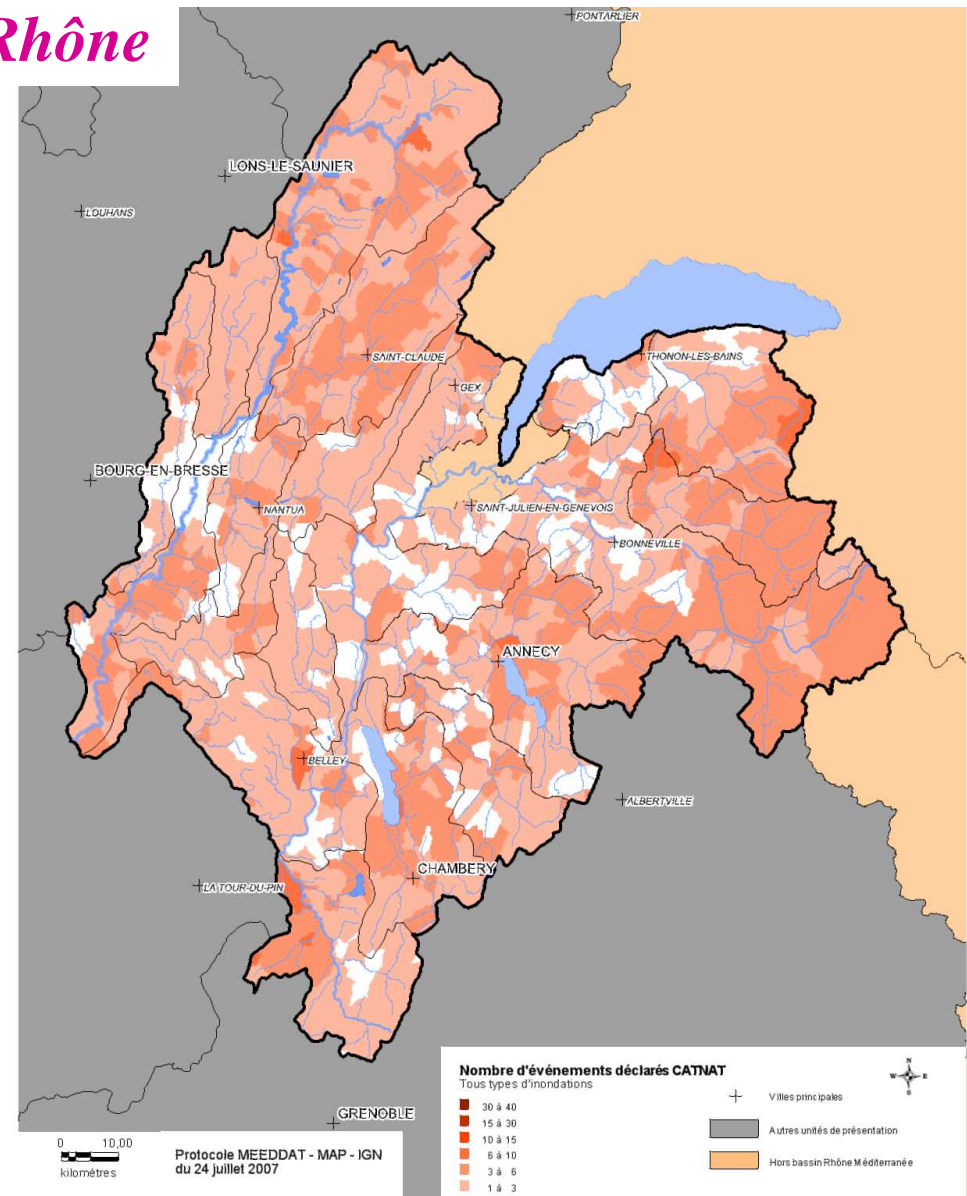 Rhône
PONTARLIER
LONS-LE-SAUNIER
LOUHANS
SAINT-CLAUDE
THONON-LES-BAINS
GEX
BOURG-EN-BRESSE
NANTUA
SAINT-JULIEN-EN-GENEVOIS
BONNEVILLE
ANNECY
BELLEY
ALBERTVILLE
CHAMBERY
LA TOUR-DU-PIN
GRENOBLE
0 10,00
kilomètres
Protocole MEEDDAT - MAP - IGN
du 24 juillet 2007
Nombre d'événements déclarés CATNAT
Tous types d'inondations
30 à 40
15 à 30
10 à 15
6 à 10
3 à 6
1 à 3
N
W E
S
Villes principales
Autres unités de présentation
Hors bassin Rhône Méditerranée